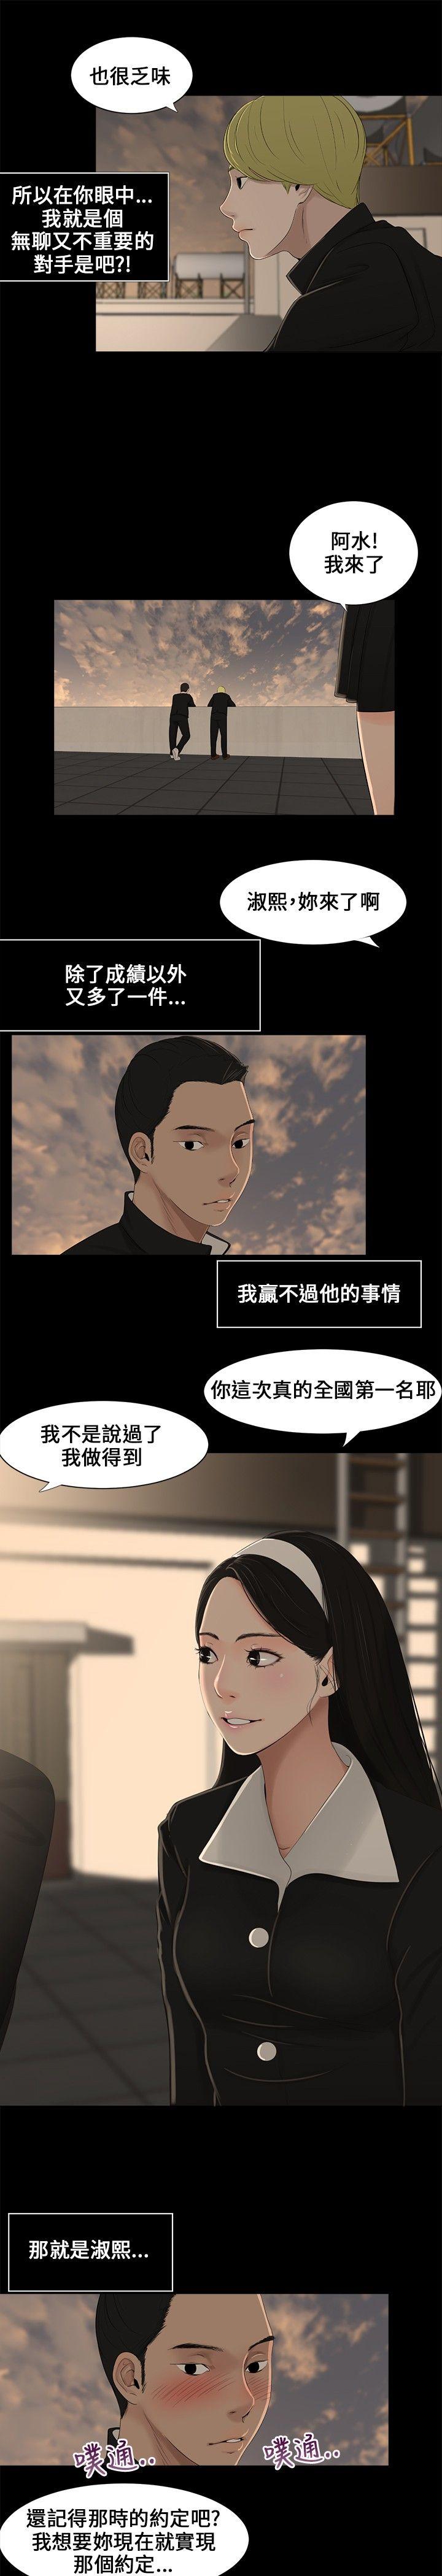 也很乏味
所以在你眼中...
我就是個
無聊又不重要的
對手是吧?!
阿水!
我來了
淑熙,妳來了啊
除了成績以外
又多了一件...
我贏不過他的事情
你這次真的全國第一名耶
我不是說過了
我做得到
那就是淑熙...
噗通..
噗通..
還記得那時的約定吧?
我想要妳現在就實現
那個約定...